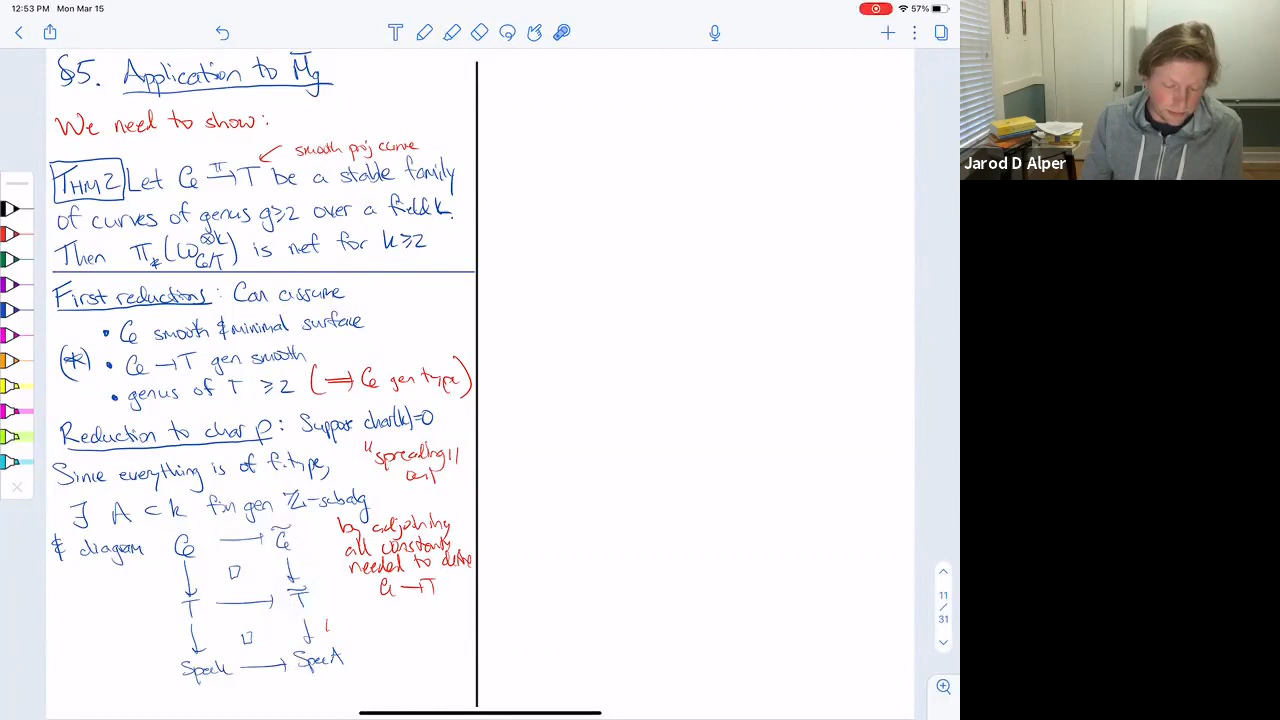 12:53 PM Mon Mar 15
57%
§5. Application to M̄g
We need to show:
smooth proj curve
THM 2 Let 𝒞 →π T be a stable family
of curves of genus g≥2 over a field k.
Then π_*(ω_{𝒞/T}^{⊗k}) is nef for k≥2
First reductions: Can assume
• 𝒞 smooth & minimal surface
(*) • 𝒞 → T gen smooth
• genus of T ≥2 (⟹ 𝒞 gen type)
Reduction to char p: Suppose char(k)=0
Since everything is of f.type,
"spreading out"
∃ A ⊂ k fin gen ℤ-subalg
& diagram 𝒞 → 𝒞̃
by adjoining
all constants
needed to define
𝒞 → T
T → T̃
Spec k → Spec A
11
/
31
Jarod D Alper